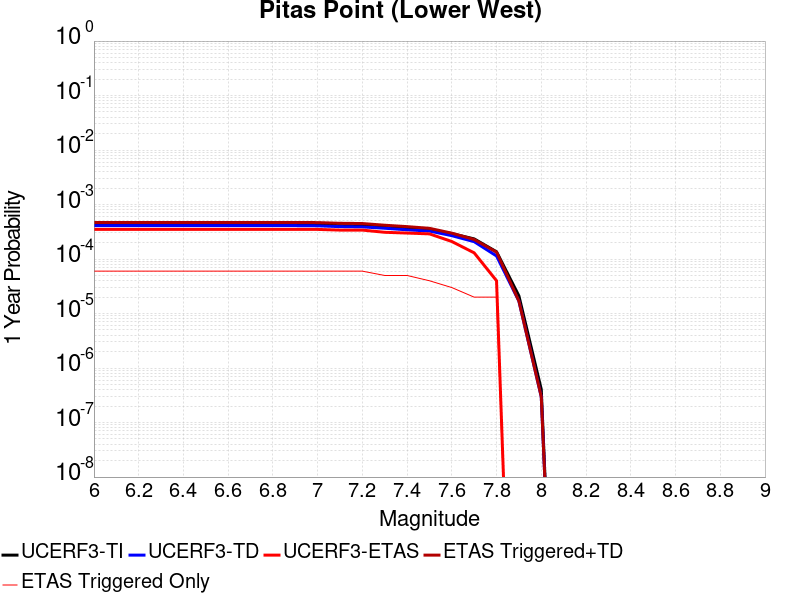 Pitas Point (Lower West)
10^0
10^-1
10^-2
10^-3
10^-4
10^-5
10^-6
10^-7
10^-8
1 Year Probability
6 6.2 6.4 6.6 6.8 7 7.2 7.4 7.6 7.8 8 8.2 8.4 8.6 8.8 9
Magnitude
UCERF3-TI UCERF3-TD UCERF3-ETAS ETAS Triggered+TD
ETAS Triggered Only